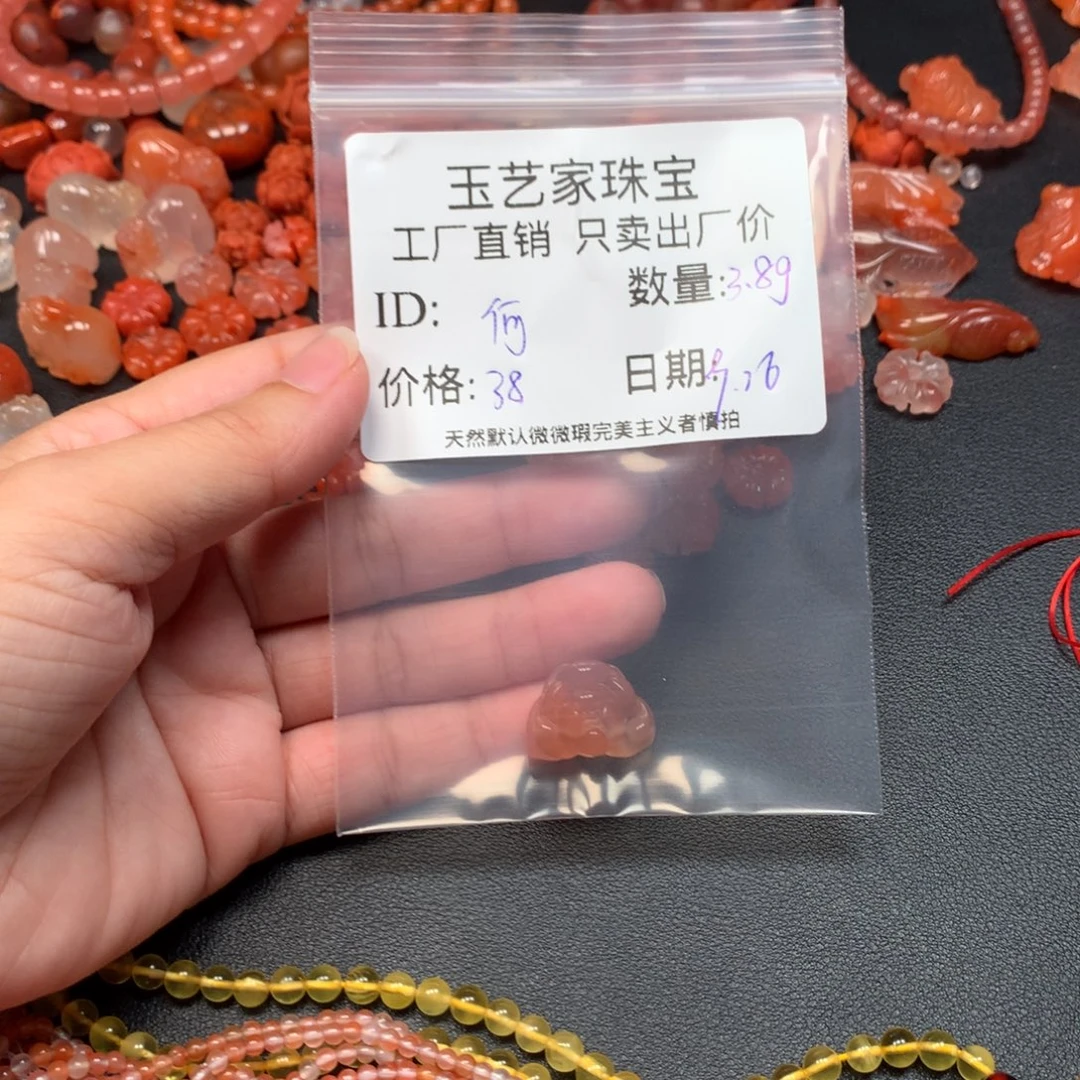 玉艺家珠宝
工厂直销 只卖出厂价
数量:3.89
ID: 何
价格:38
日期:9.26
天然默认微微瑕完美主义者慎拍